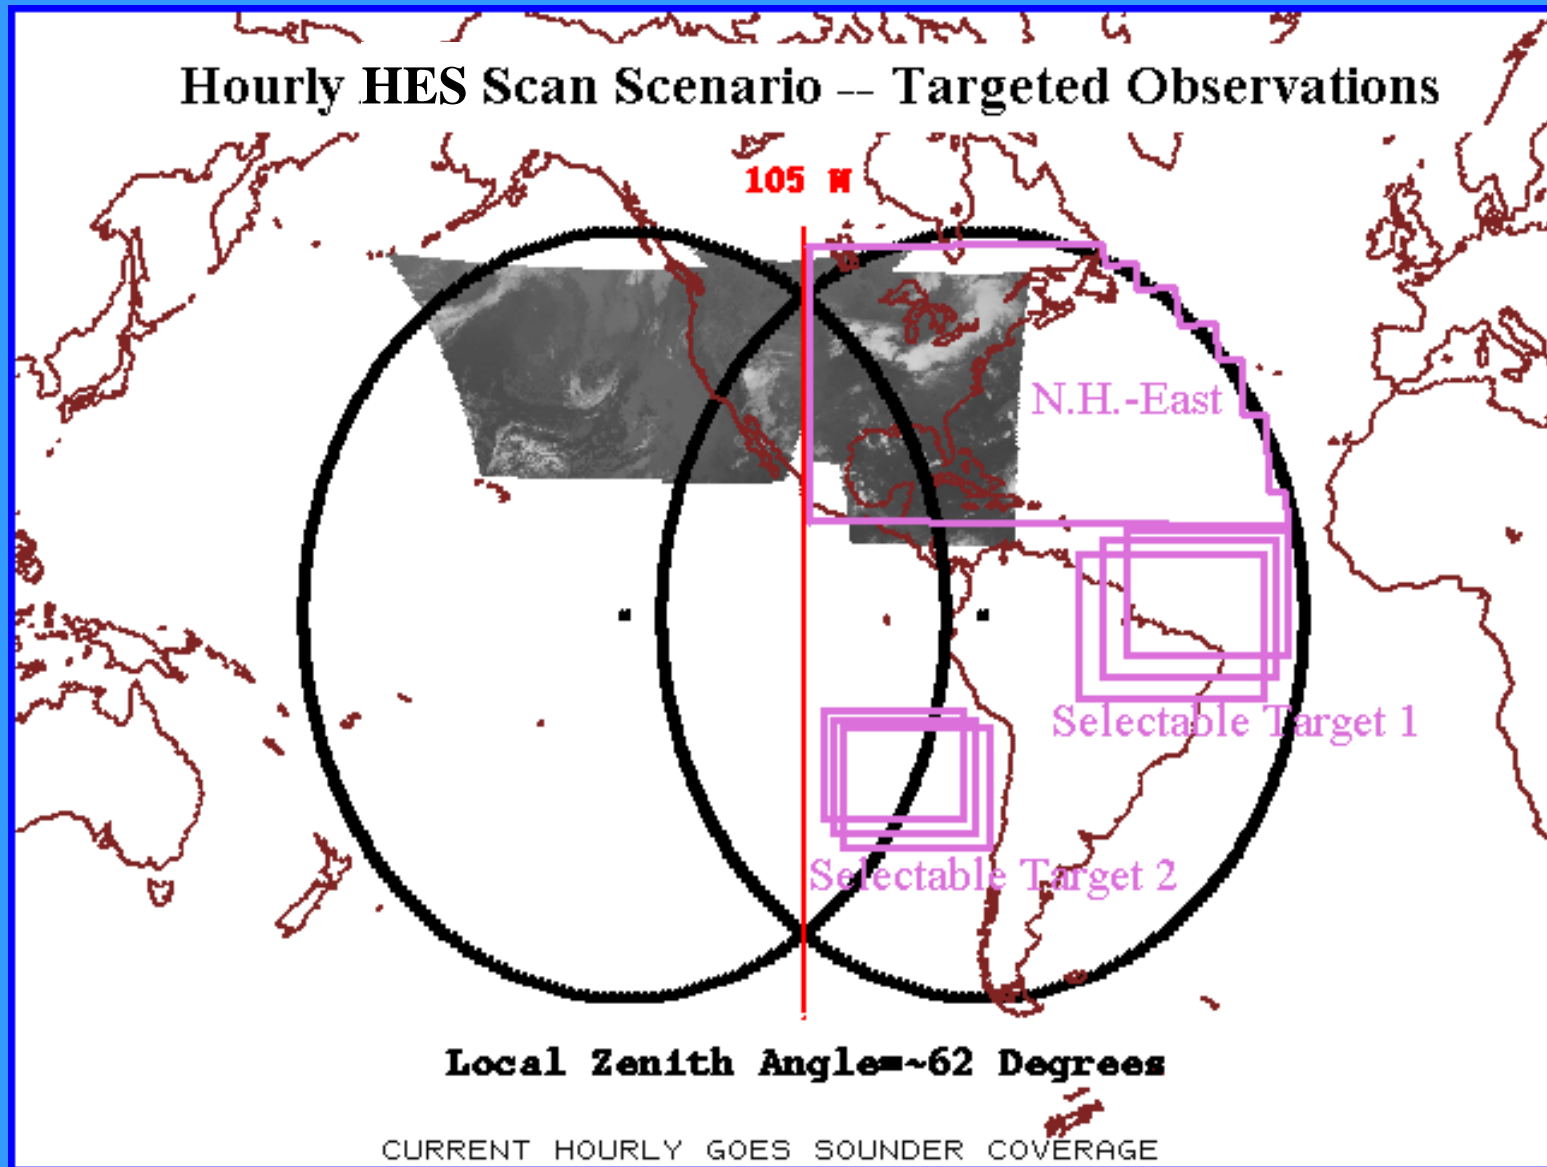 Hourly HES Scan Scenario -- Targeted Observations
105 W
N.H.-East
Selectable Target 1
Selectable Target 2
Local Zenith Angle=~62 Degrees
CURRENT HOURLY GOES SOUNDER COVERAGE